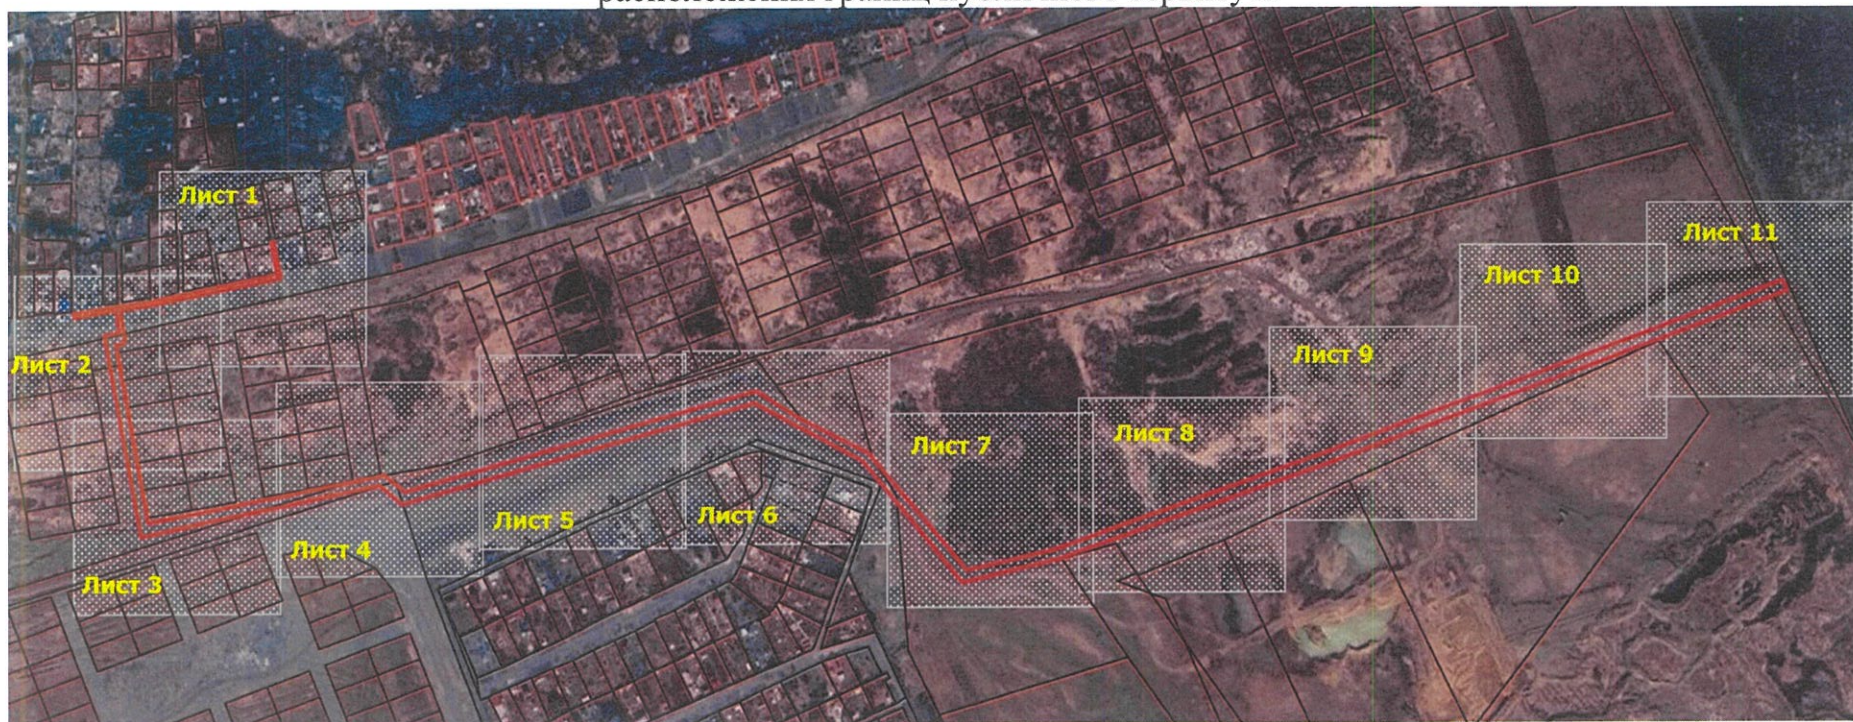 Лист 1
Лист 2
Лист 3
Лист 4
Лист 5
Лист 6
Лист 7
Лист 8
Лист 9
Лист 10
Лист 11